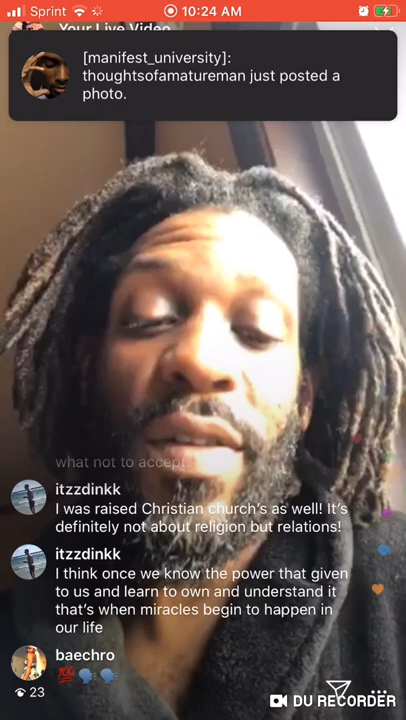 Sprint
10:24 AM
Your Live Video
[manifest_university]:
thoughtsofamatureman just posted a
photo.
what not to accept.
itzzdinkk
I was raised Christian church's as well! It's
definitely not about religion but relations!
itzzdinkk
I think once we know the power that given
to us and learn to own and understand it
that's when miracles begin to happen in
our life
baechro
💯🗣🗣
23
DU RECORDER